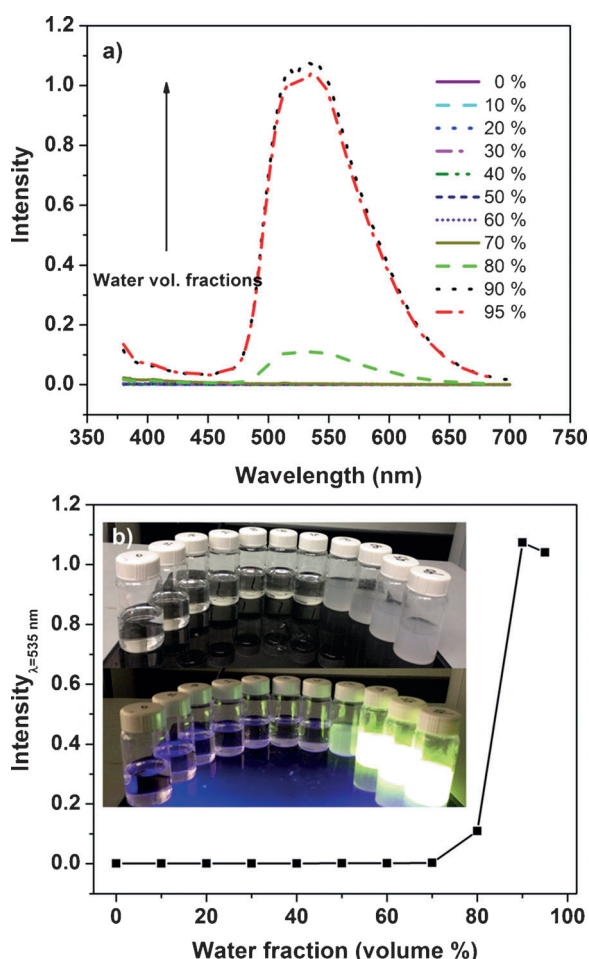 a)
1.2
1.0
0.8
0.6
0.4
0.2
0.0
Intensity
Water vol. fractions
0 %
10 %
20 %
30 %
40 %
50 %
60 %
70 %
80 %
90 %
95 %
350 400 450 500 550 600 650 700 750
Wavelength (nm)
b)
1.2
1.0
0.8
0.6
0.4
0.2
0.0
Intensity λ=535 nm
0 20 40 60 80 100
Water fraction (volume %)